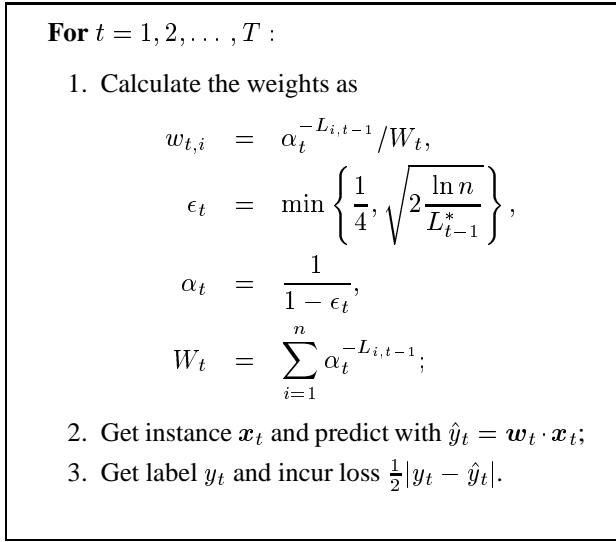 For t = 1, 2, . . . , T :
1. Calculate the weights as
w_{t,i} = α_t^{-L_{i,t-1}} / W_t,
ε_t = min { 1/4, √(2 ln n / L*_{t-1}) },
α_t = 1 / (1 - ε_t),
W_t = ∑_{i=1}^{n} α_t^{-L_{i,t-1}};
2. Get instance x_t and predict with ŷ_t = w_t · x_t;
3. Get label y_t and incur loss ½|y_t - ŷ_t|.